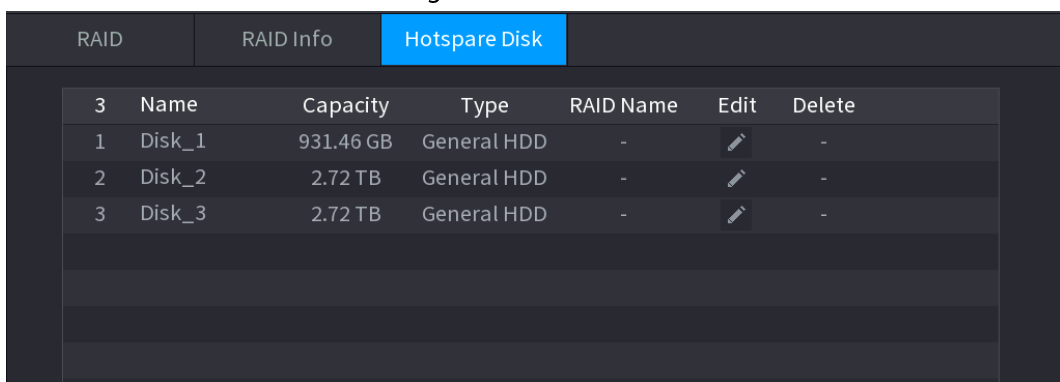 RAID RAID Info Hotspare Disk
3 Name Capacity Type RAID Name Edit Delete
1 Disk_1 931.46 GB General HDD - -
2 Disk_2 2.72 TB General HDD - -
3 Disk_3 2.72 TB General HDD - -